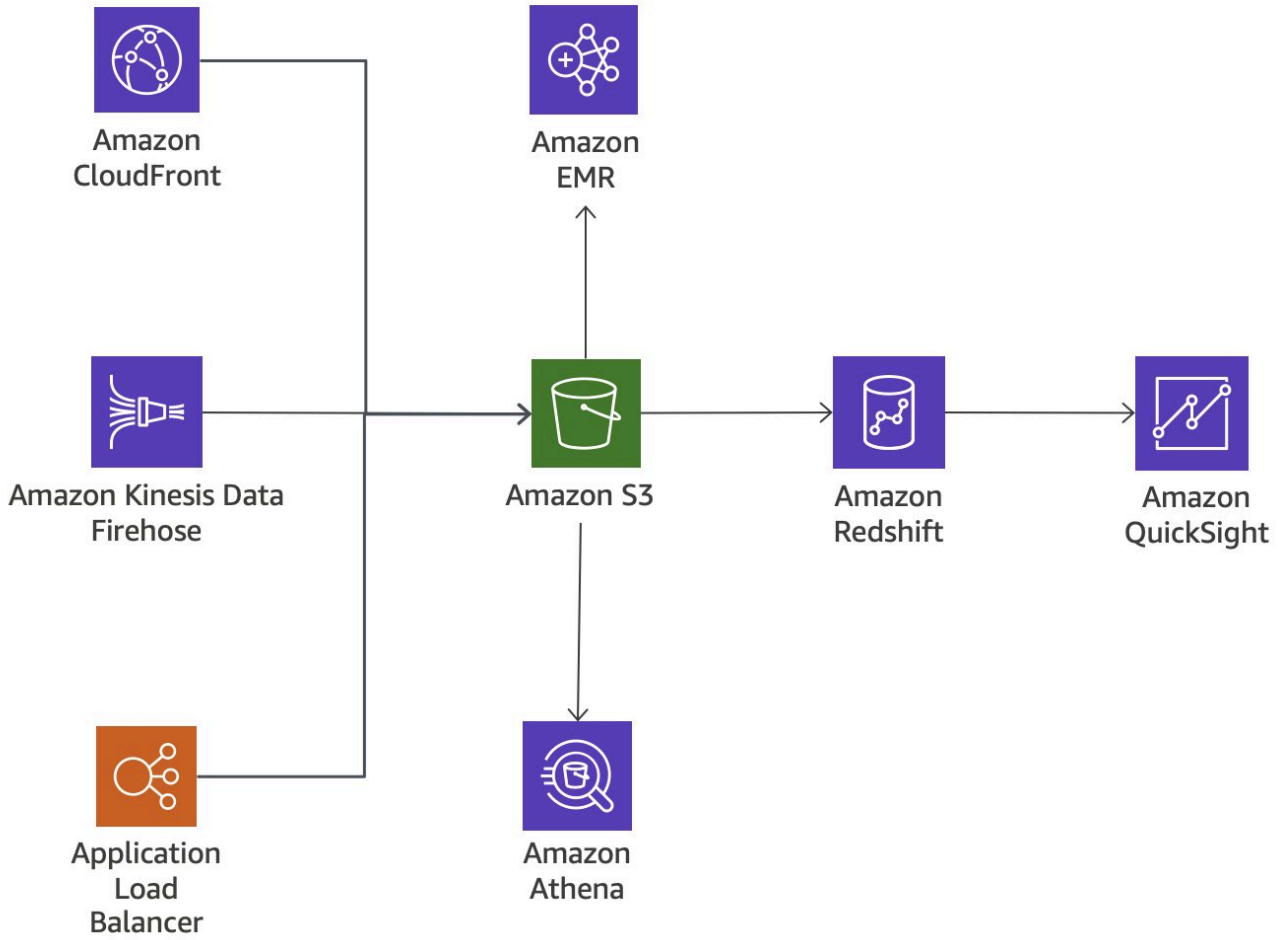 Amazon
CloudFront
Amazon
EMR
Amazon Kinesis Data
Firehose
Amazon S3
Amazon
Redshift
Amazon
QuickSight
Application
Load
Balancer
Amazon
Athena